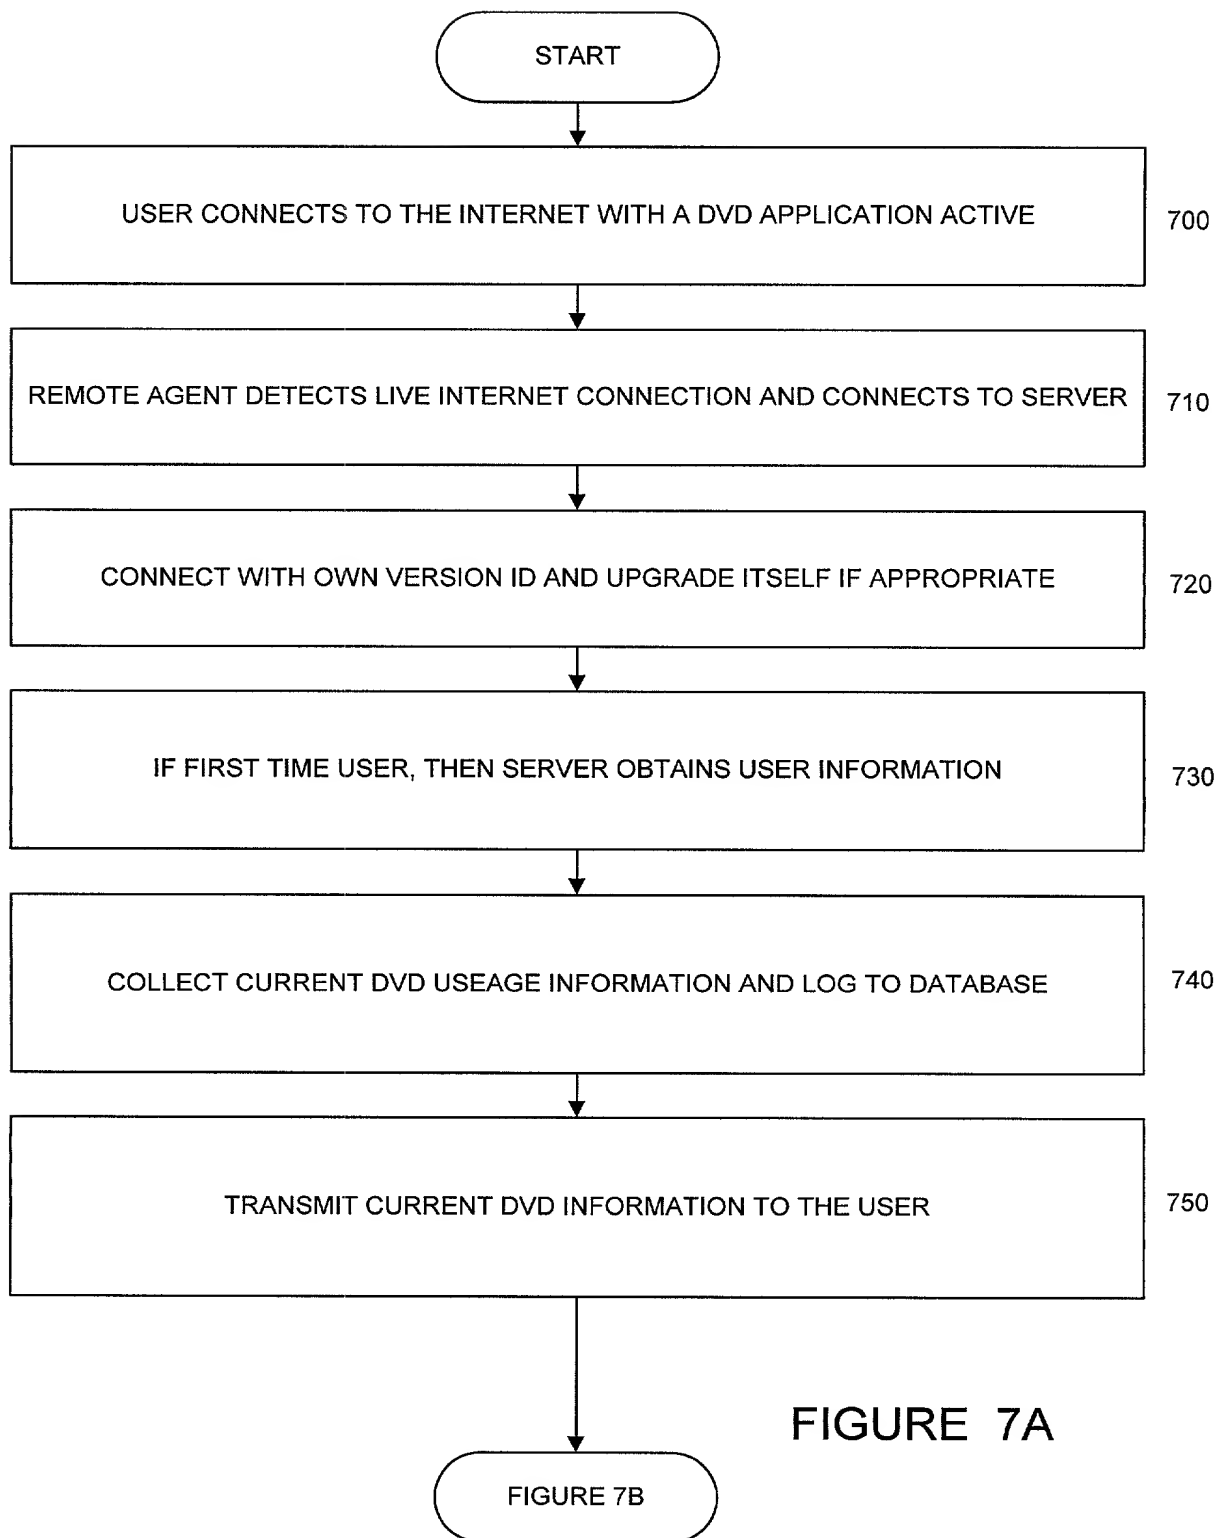 START
USER CONNECTS TO THE INTERNET WITH A DVD APPLICATION ACTIVE
700
REMOTE AGENT DETECTS LIVE INTERNET CONNECTION AND CONNECTS TO SERVER
710
CONNECT WITH OWN VERSION ID AND UPGRADE ITSELF IF APPROPRIATE
720
IF FIRST TIME USER, THEN SERVER OBTAINS USER INFORMATION
730
COLLECT CURRENT DVD USEAGE INFORMATION AND LOG TO DATABASE
740
TRANSMIT CURRENT DVD INFORMATION TO THE USER
750
FIGURE 7A
FIGURE 7B